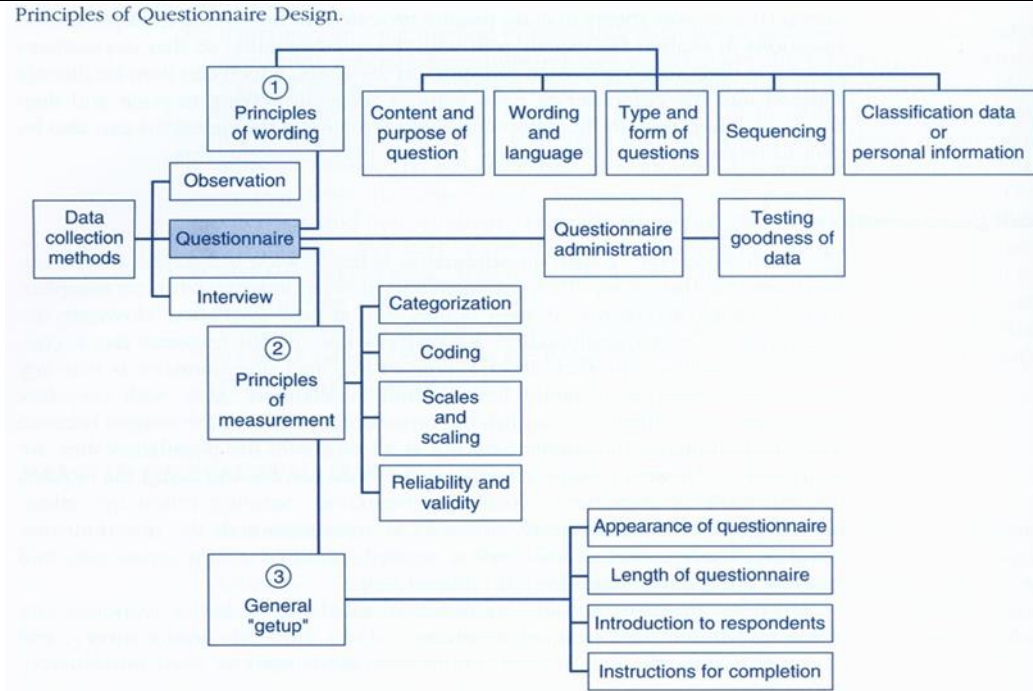 Principles of Questionnaire Design.
①
Principles
of wording
Content and
purpose of
question
Wording
and
language
Type and
form of
questions
Sequencing
Classification data
or
personal information
Observation
Data
collection
methods
Questionnaire
Questionnaire
administration
Testing
goodness of
data
Interview
②
Principles
of
measurement
Categorization
Coding
Scales
and
scaling
Reliability and
validity
③
General
"getup"
Appearance of questionnaire
Length of questionnaire
Introduction to respondents
Instructions for completion